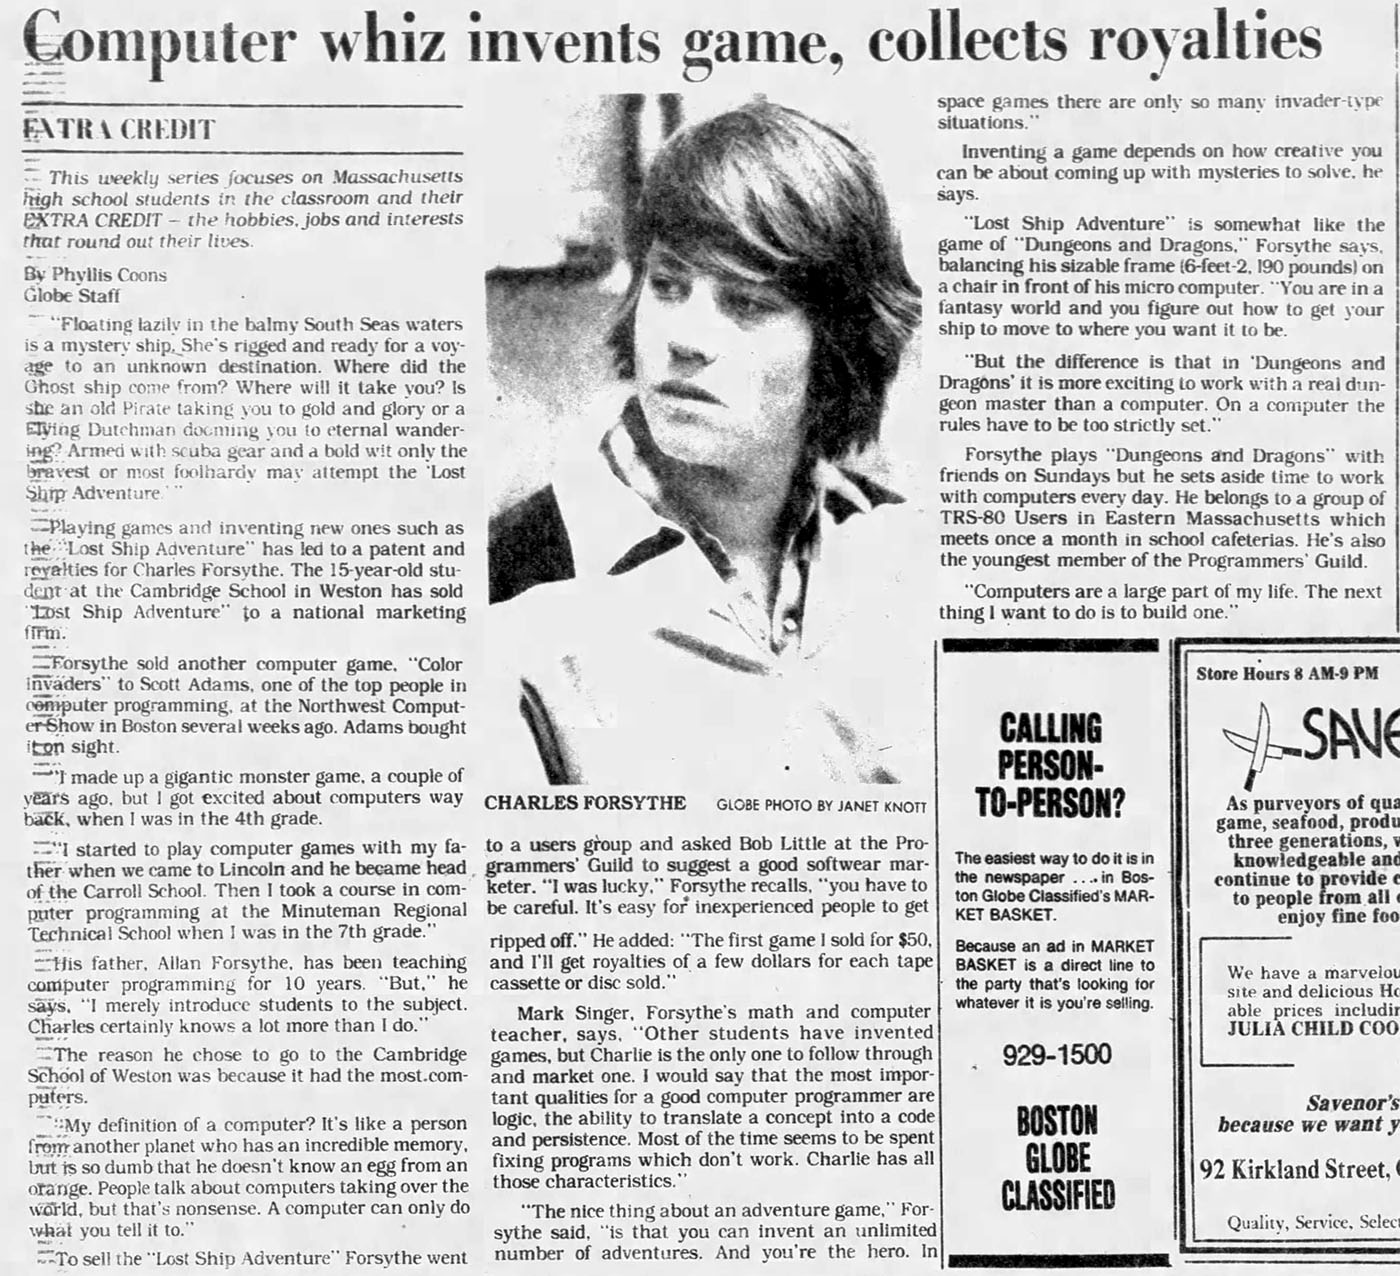 Computer whiz invents game, collects royalties
EXTRA CREDIT
This weekly series focuses on Massachusetts
high school students in the classroom and their
EXTRA CREDIT – the hobbies, jobs and interests
that round out their lives.
By Phyllis Coons
Globe Staff
"Floating lazily in the balmy South Seas waters
is a mystery ship. She's rigged and ready for a voy-
age to an unknown destination. Where did the
Ghost ship come from? Where will it take you? Is
she an old Pirate taking you to gold and glory or a
Flying Dutchman dooming you to eternal wander-
ing? Armed with scuba gear and a bold wit only the
bravest or most foolhardy may attempt the 'Lost
Ship Adventure.' "
Playing games and inventing new ones such as
the "Lost Ship Adventure" has led to a patent and
royalties for Charles Forsythe. The 15-year-old stu-
dent at the Cambridge School in Weston has sold
"Lost Ship Adventure" to a national marketing
firm.
Forsythe sold another computer game, "Color
invaders" to Scott Adams, one of the top people in
computer programming, at the Northwest Comput-
er Show in Boston several weeks ago. Adams bought
it on sight.
"I made up a gigantic monster game, a couple of
years ago, but I got excited about computers way
back, when I was in the 4th grade.
"I started to play computer games with my fa-
ther when we came to Lincoln and he became head
of the Carroll School. Then I took a course in com-
puter programming at the Minuteman Regional
Technical School when I was in the 7th grade."
His father, Allan Forsythe, has been teaching
computer programming for 10 years. "But," he
says, "I merely introduce students to the subject.
Charles certainly knows a lot more than I do."
The reason he chose to go to the Cambridge
School of Weston was because it had the most com-
puters.
"My definition of a computer? It's like a person
from another planet who has an incredible memory,
but is so dumb that he doesn't know an egg from an
orange. People talk about computers taking over the
world, but that's nonsense. A computer can only do
what you tell it to."
To sell the "Lost Ship Adventure" Forsythe went
CHARLES FORSYTHE GLOBE PHOTO BY JANET KNOTT
to a users group and asked Bob Little at the Pro-
grammers' Guild to suggest a good softwear mar-
keter. "I was lucky," Forsythe recalls, "you have to
be careful. It's easy for inexperienced people to get
ripped off." He added: "The first game I sold for $50,
and I'll get royalties of a few dollars for each tape
cassette or disc sold."
Mark Singer, Forsythe's math and computer
teacher, says, "Other students have invented
games, but Charlie is the only one to follow through
and market one. I would say that the most impor-
tant qualities for a good computer programmer are
logic, the ability to translate a concept into a code
and persistence. Most of the time seems to be spent
fixing programs which don't work. Charlie has all
those characteristics."
"The nice thing about an adventure game," For-
sythe said, "is that you can invent an unlimited
number of adventures. And you're the hero. In
space games there are only so many invader-type
situations."
Inventing a game depends on how creative you
can be about coming up with mysteries to solve, he
says.
"Lost Ship Adventure" is somewhat like the
game of "Dungeons and Dragons," Forsythe says,
balancing his sizable frame (6-feet-2, 190 pounds) on
a chair in front of his micro computer. "You are in a
fantasy world and you figure out how to get your
ship to move to where you want it to be.
"But the difference is that in 'Dungeons and
Dragons' it is more exciting to work with a real dun-
geon master than a computer. On a computer the
rules have to be too strictly set."
Forsythe plays "Dungeons and Dragons" with
friends on Sundays but he sets aside time to work
with computers every day. He belongs to a group of
TRS-80 Users in Eastern Massachusetts which
meets once a month in school cafeterias. He's also
the youngest member of the Programmers' Guild.
"Computers are a large part of my life. The next
thing I want to do is to build one."
CALLING
PERSON-
TO-PERSON?
The easiest way to do it is in
the newspaper . . . in Bos-
ton Globe Classified's MAR-
KET BASKET.
Because an ad in MARKET
BASKET is a direct line to
the party that's looking for
whatever it is you're selling.
929-1500
BOSTON
GLOBE
CLASSIFIED
Store Hours 8 AM-9 PM
SAVE
As purveyors of qua
game, seafood, produ
three generations, w
knowledgeable and
continue to provide
to people from all
enjoy fine foo
We have a marvelou
site and delicious Ho
able prices includin
JULIA CHILD COO
Savenor's
because we want y
92 Kirkland Street,
Quality, Service, Select